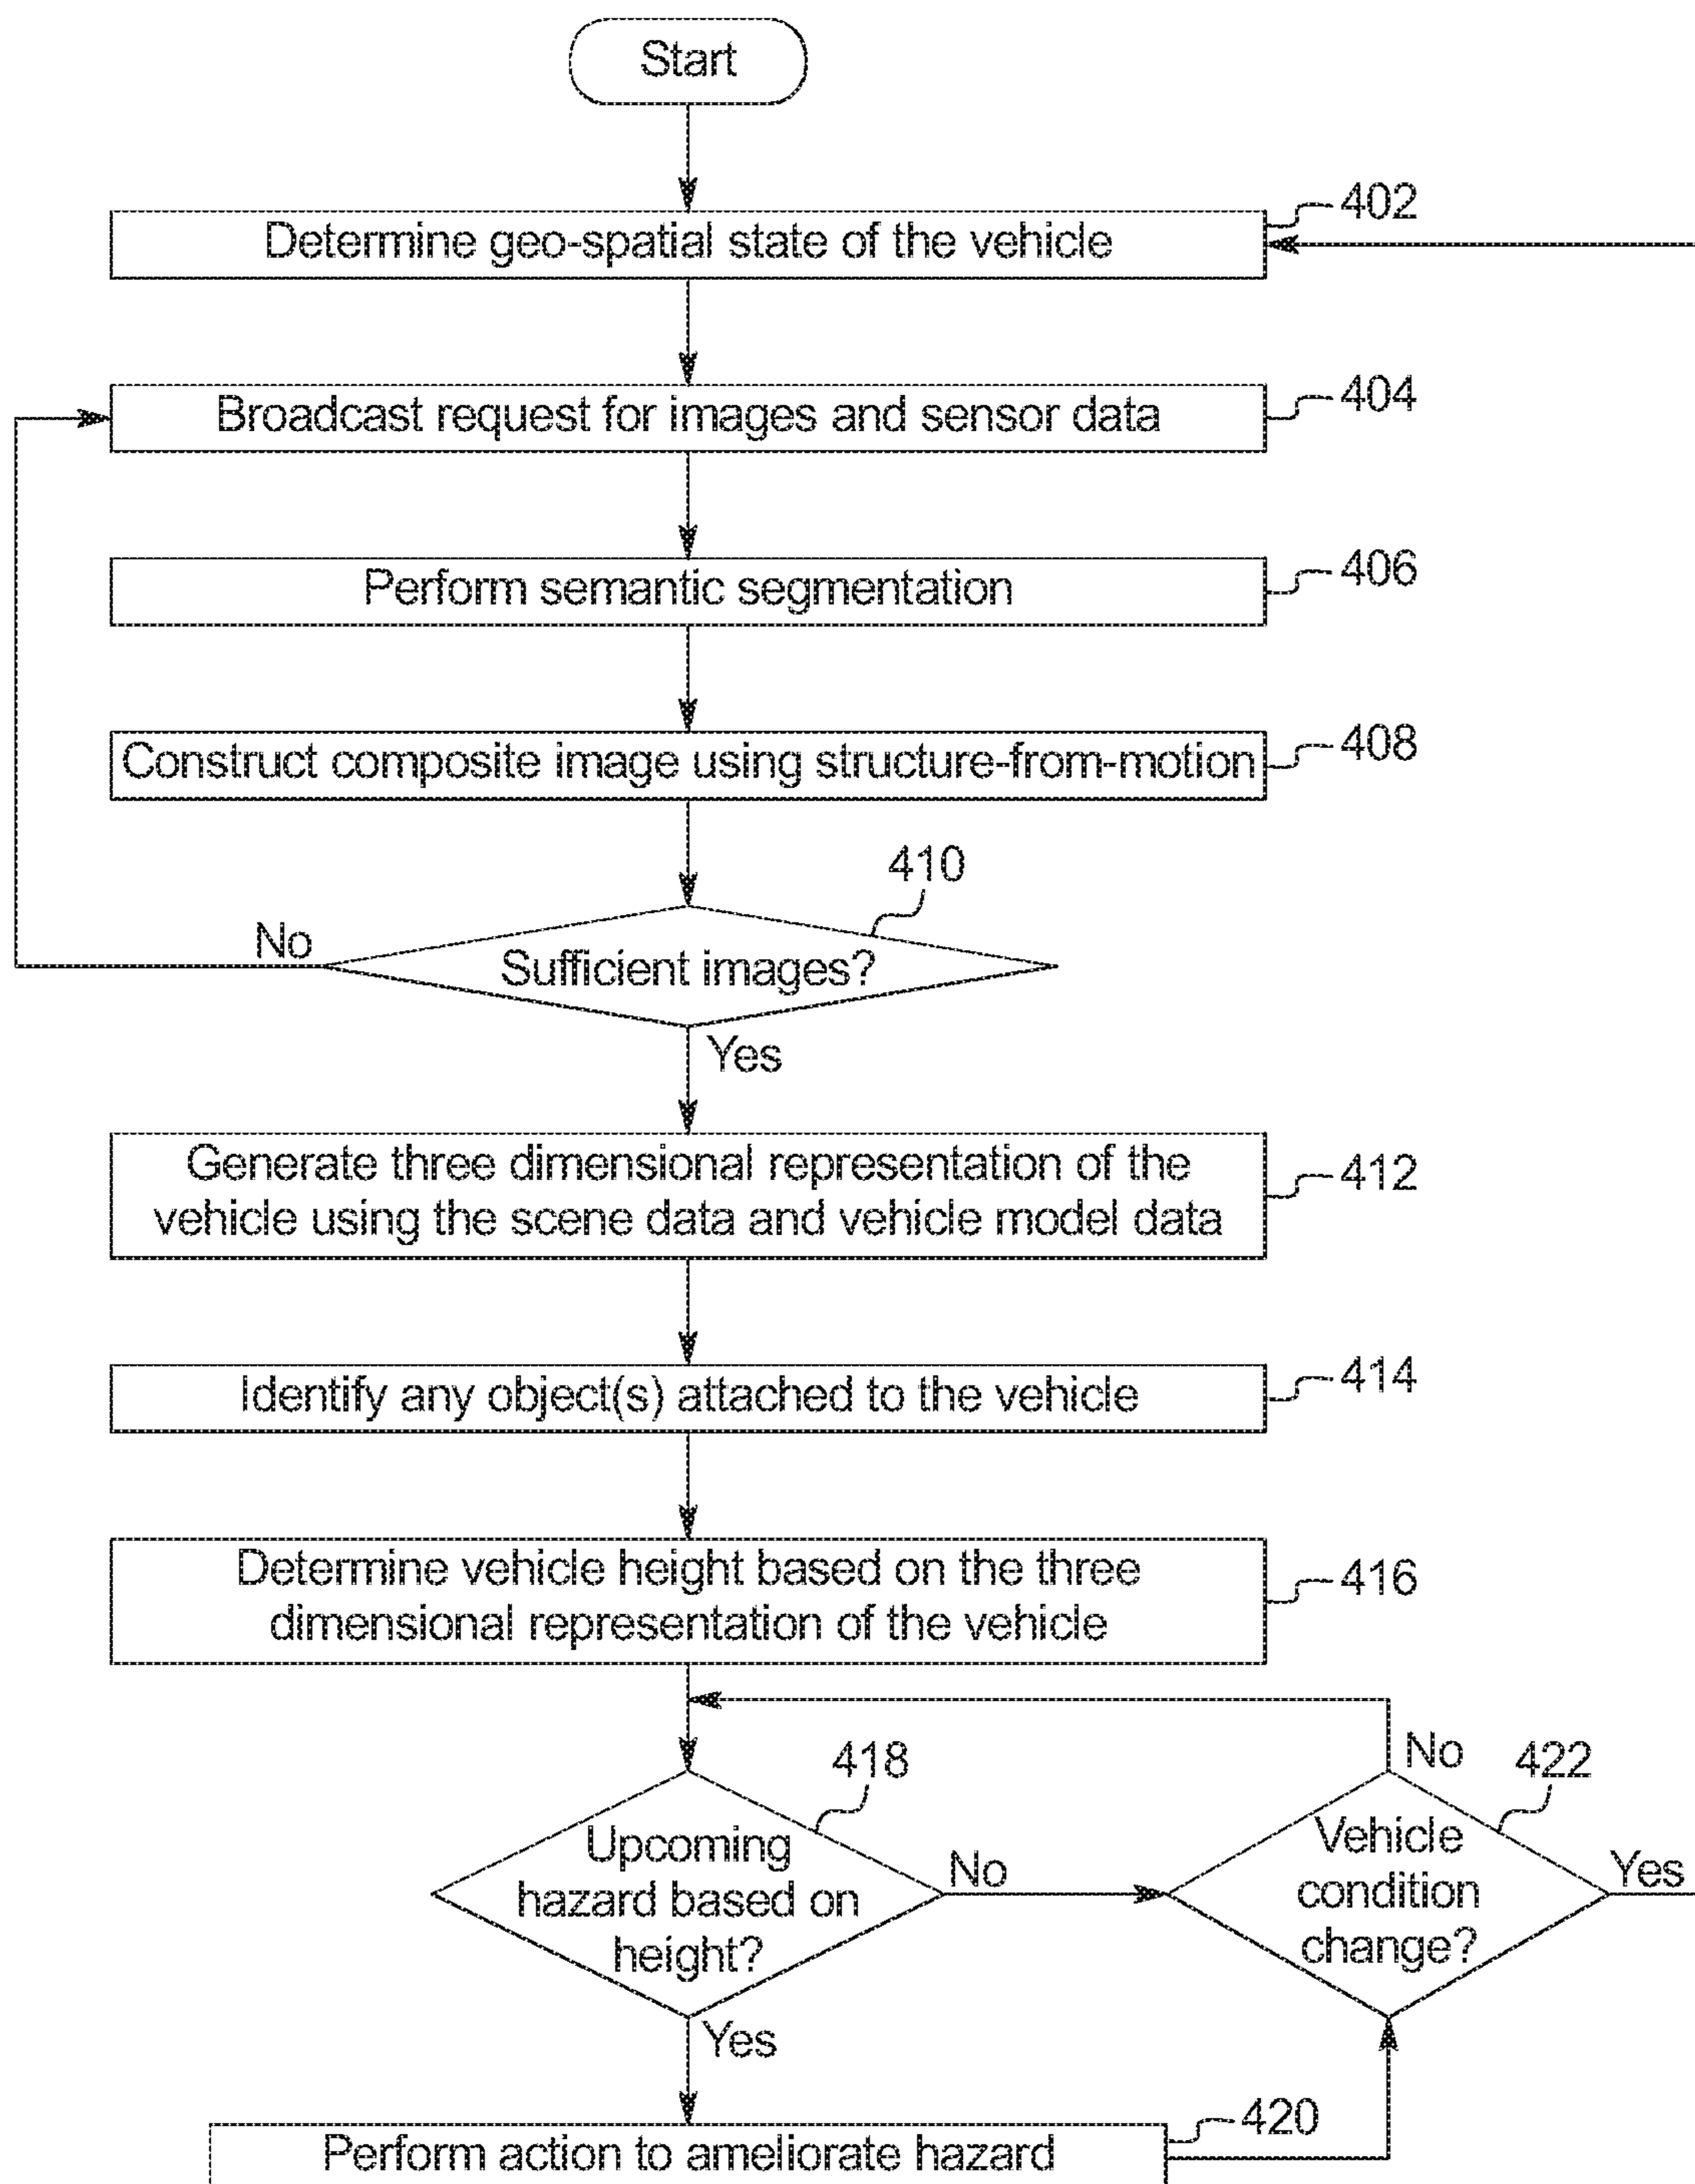 Start
402
Determine geo-spatial state of the vehicle
404
Broadcast request for images and sensor data
406
Perform semantic segmentation
408
Construct composite image using structure-from-motion
410
No
Sufficient images?
Yes
Generate three dimensional representation of the
vehicle using the scene data and vehicle model data
412
Identify any object(s) attached to the vehicle
414
Determine vehicle height based on the three
dimensional representation of the vehicle
416
418
No
422
Upcoming
hazard based on
height?
No
Vehicle
condition
change?
Yes
Yes
420
Perform action to ameliorate hazard